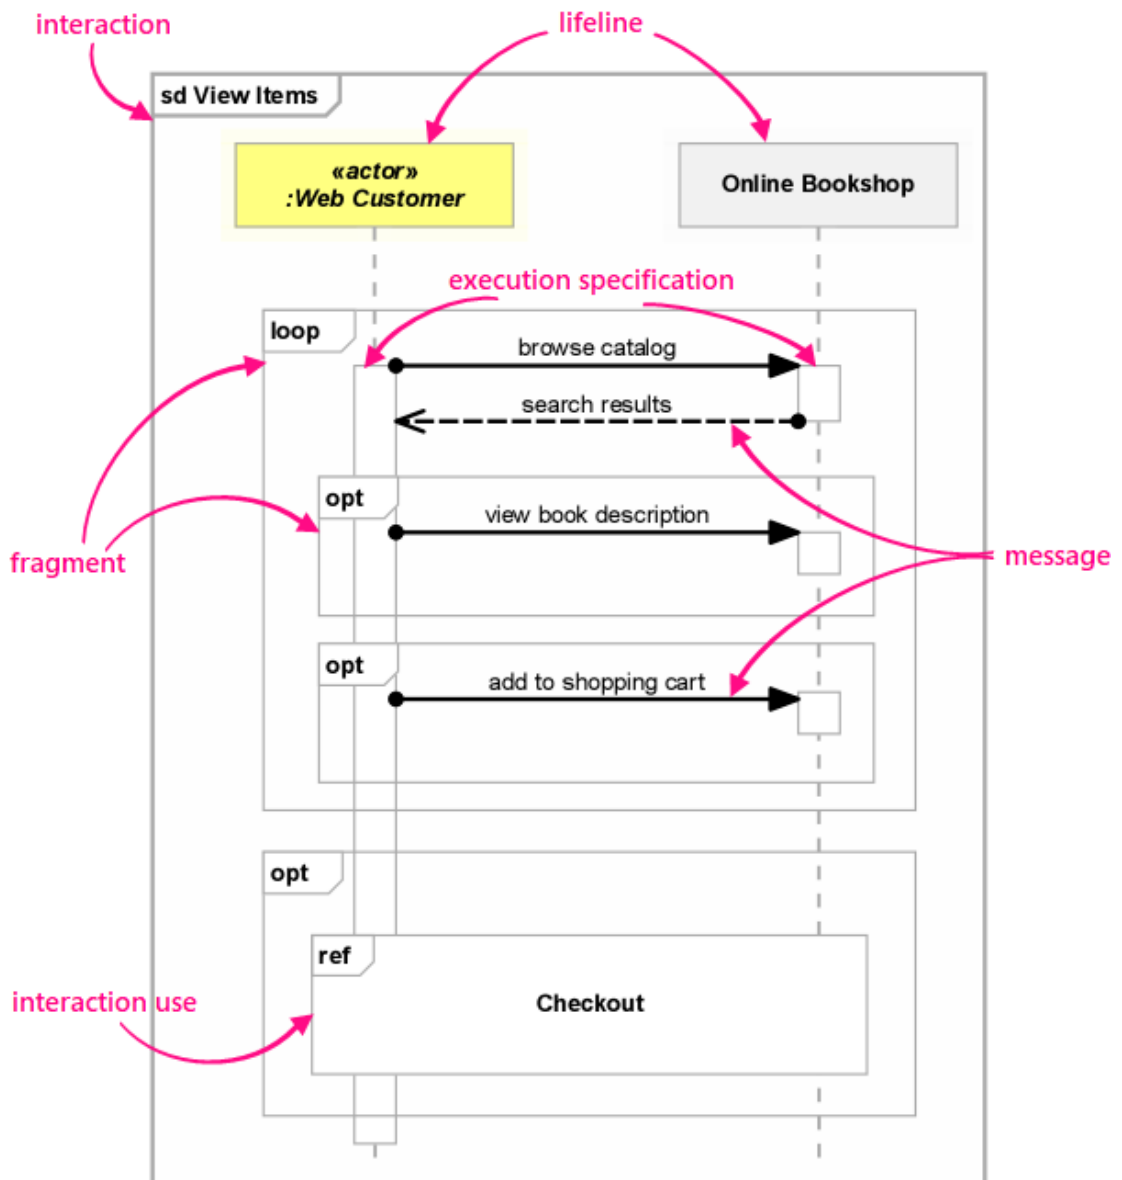 interaction
lifeline
sd View Items
«actor»
:Web Customer
Online Bookshop
execution specification
loop
browse catalog
search results
opt
view book description
fragment
message
opt
add to shopping cart
opt
ref
interaction use
Checkout